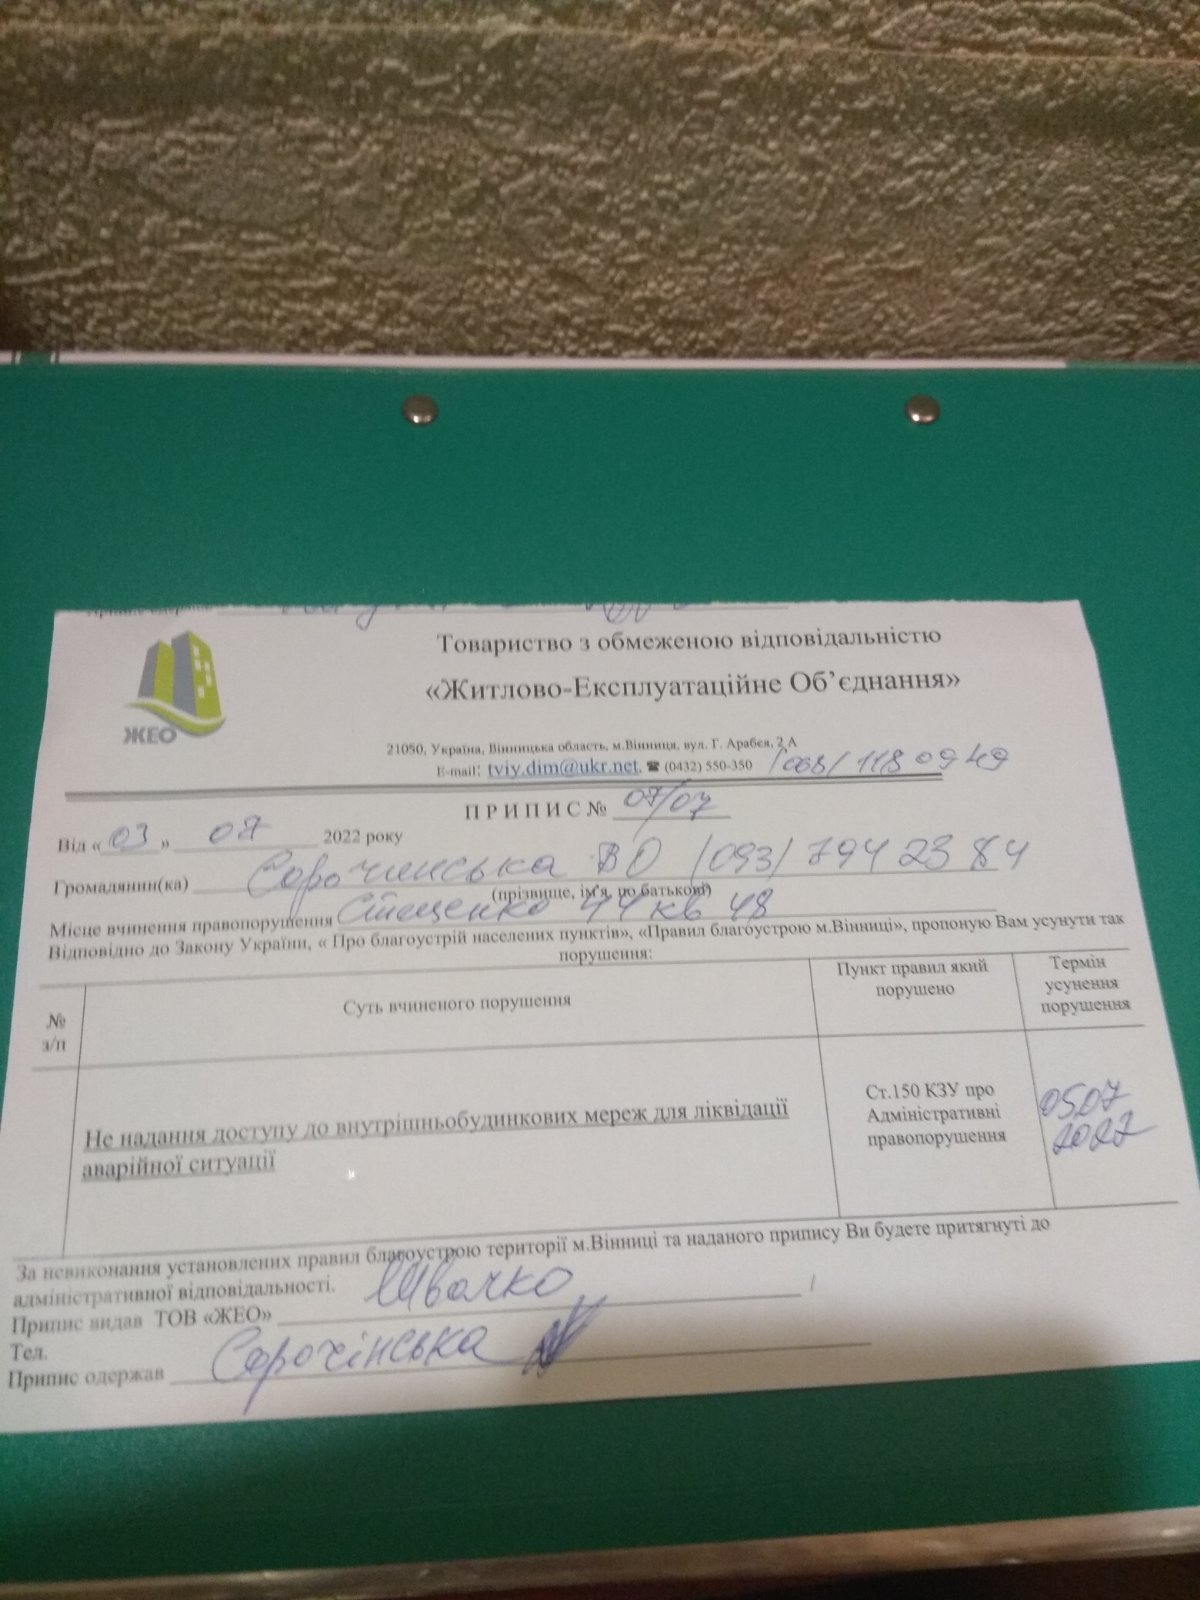 Товариство з обмеженою відповідальністю
«Житлово-Експлуатаційне Об’єднання»
ЖЕО
21050, Україна, Вінницька область, м.Вінниця, вул. Г. Арабея, 2 А
E-mail: tviy.dim@ukr.net, ☎ (0432) 550-350 /068/ 118 09 49
П Р И П И С № 07/07
Від «03» 07 2022 року
Громадянин(ка) Сорочинська ВО /093/ 794 23 84
(прізвище, ім'я, по батькові)
Місце вчинення правопорушення Стеценко 44 кв 48
Відповідно до Закону України, « Про благоустрій населених пунктів», «Правил благоустрою м.Вінниці», пропоную Вам усунути так
порушення:
№ з/п
Суть вчиненого порушення
Пункт правил який порушено
Термін усунення порушення
Не надання доступу до внутрішньобудинкових мереж для ліквідації
аварійної ситуації
Ст.150 КЗУ про
Адміністративні
правопорушення
05.07
2022
За невиконання установлених правил благоустрою території м.Вінниці та наданого припису Ви будете притягнуті до
адміністративної відповідальності.
Припис видав ТОВ «ЖЕО» Швачко
Тел.
Припис одержав Сорочінська